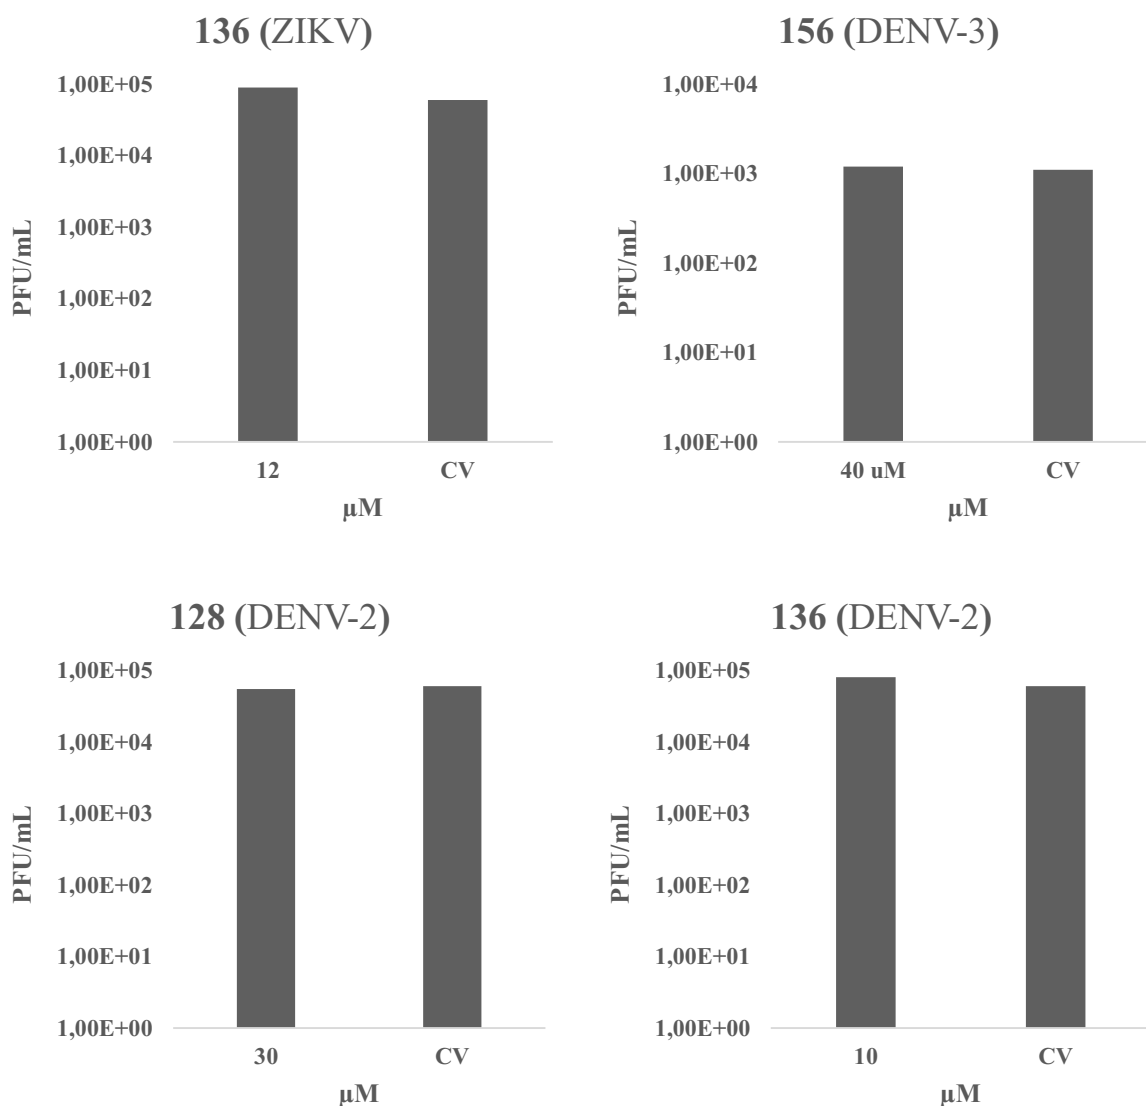 136 (ZIKV)
1,00E+05
1,00E+04
1,00E+03
1,00E+02
1,00E+01
1,00E+00
PFU/mL
12
CV
µM
156 (DENV-3)
1,00E+04
1,00E+03
1,00E+02
1,00E+01
1,00E+00
PFU/mL
40 uM
CV
µM
128 (DENV-2)
1,00E+05
1,00E+04
1,00E+03
1,00E+02
1,00E+01
1,00E+00
PFU/mL
30
CV
µM
136 (DENV-2)
1,00E+05
1,00E+04
1,00E+03
1,00E+02
1,00E+01
1,00E+00
PFU/mL
10
CV
µM